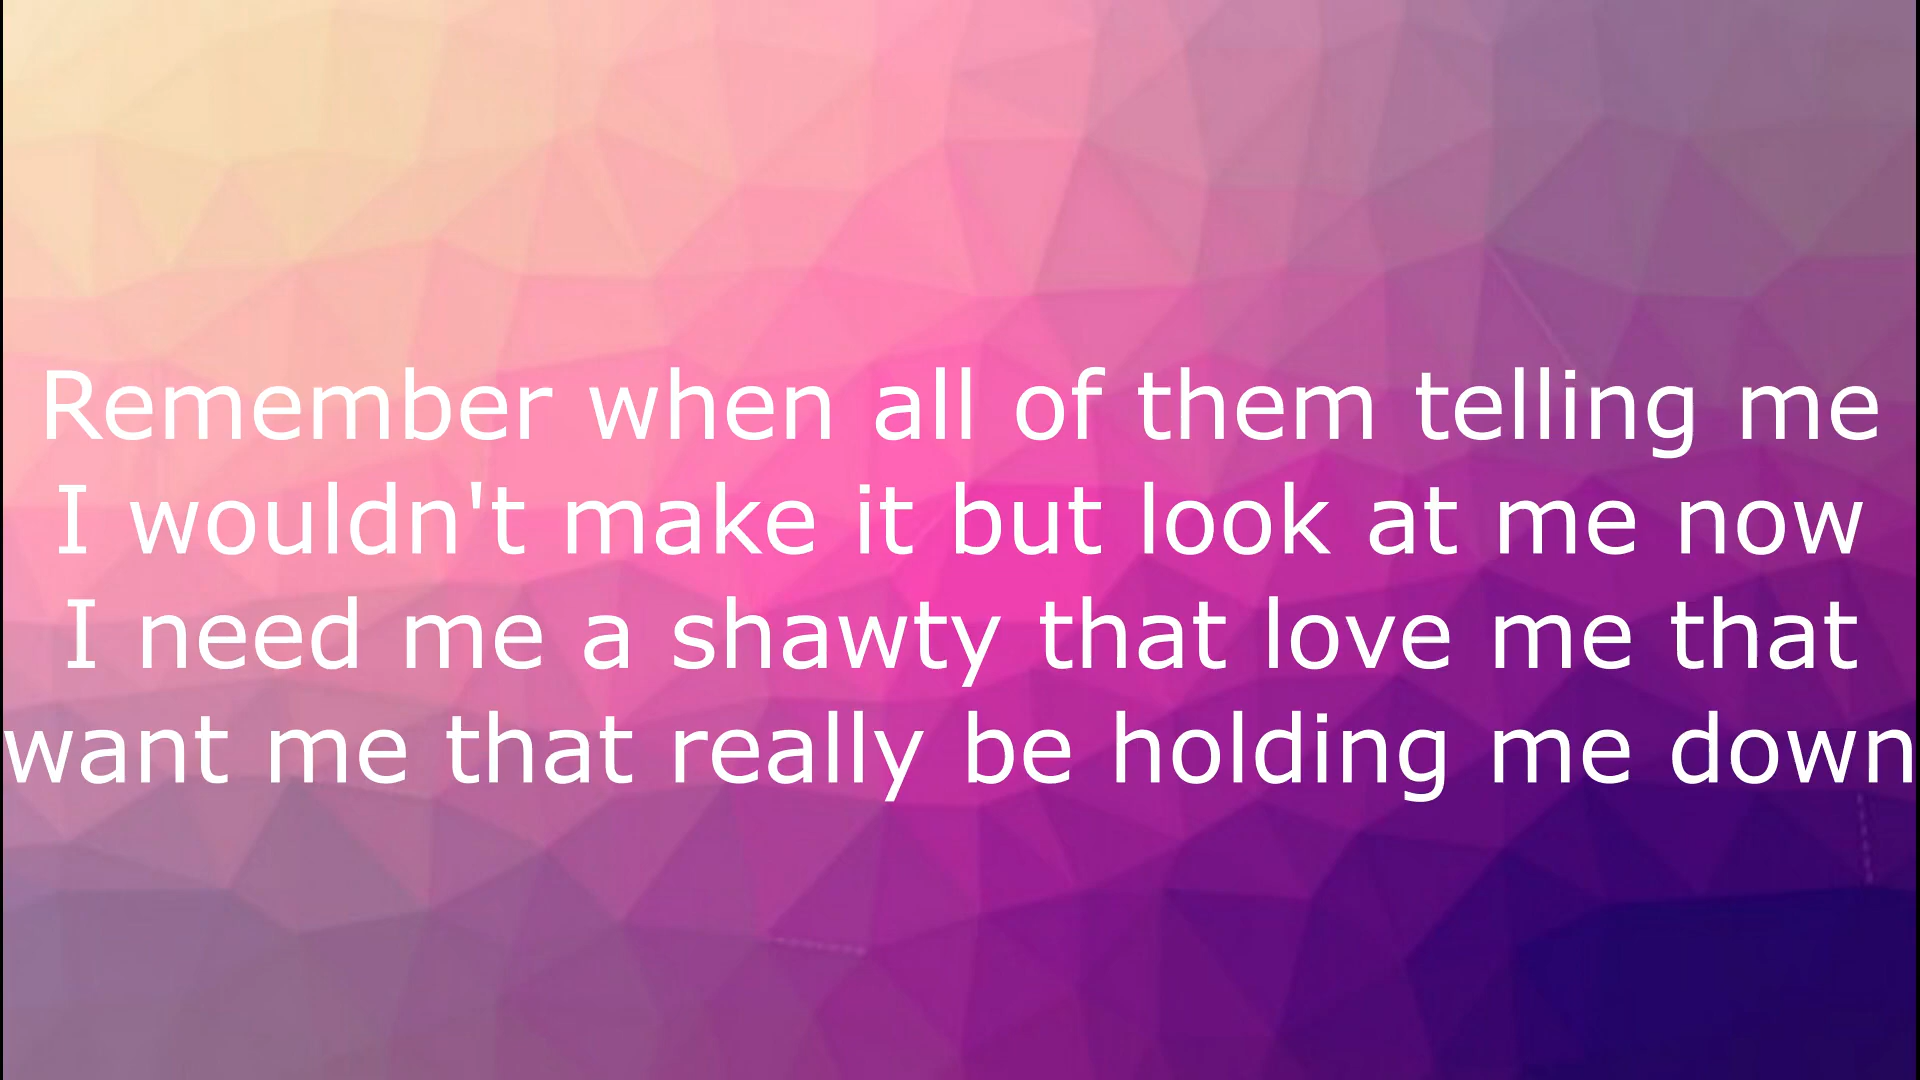 Remember when all of them telling me
I wouldn't make it but look at me now
I need me a shawty that love me that
want me that really be holding me down